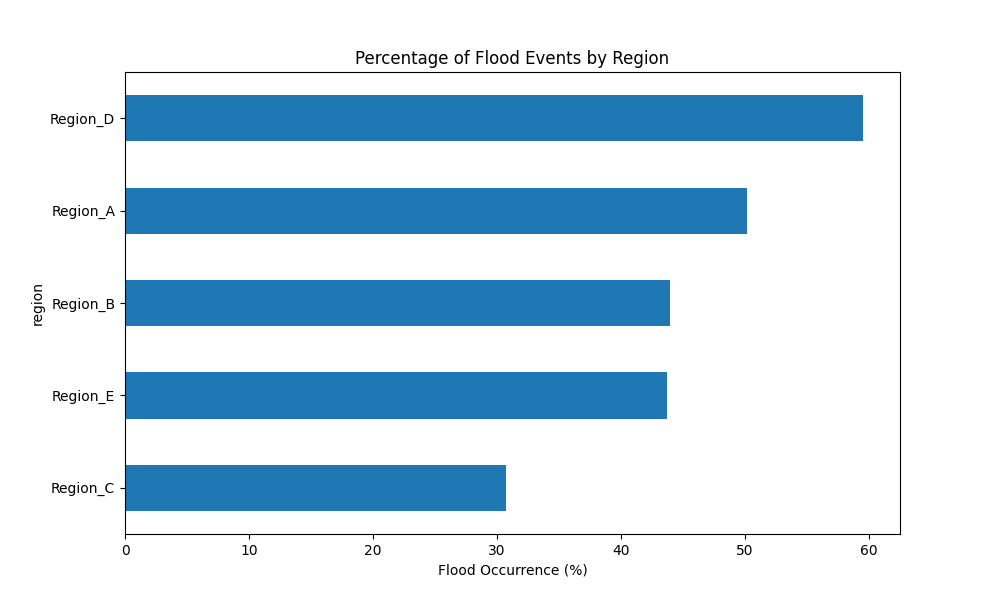 Percentage of Flood Events by Region
Region_D
Region_A
Region_B
Region_E
Region_C
region
0 10 20 30 40 50 60
Flood Occurrence (%)